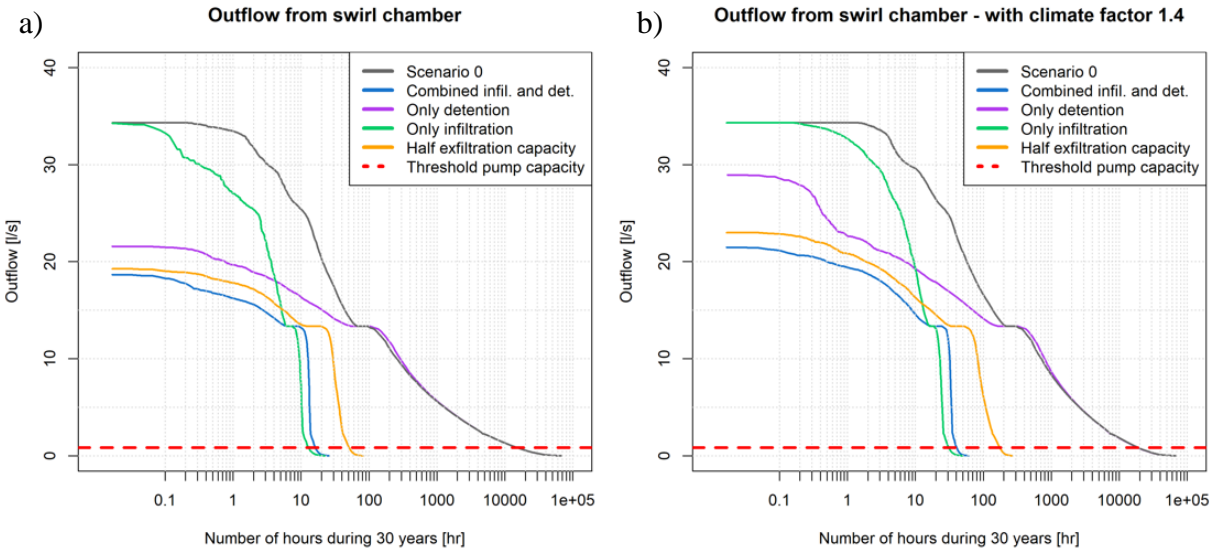 a)
Outflow from swirl chamber
Outflow [l/s]
40
30
20
10
0
Scenario 0
Combined infil. and det.
Only detention
Only infiltration
Half exfiltration capacity
Threshold pump capacity
0.1 1 10 100 1000 10000 1e+05
Number of hours during 30 years [hr]
b)
Outflow from swirl chamber - with climate factor 1.4
Outflow [l/s]
40
30
20
10
0
Scenario 0
Combined infil. and det.
Only detention
Only infiltration
Half exfiltration capacity
Threshold pump capacity
0.1 1 10 100 1000 10000 1e+05
Number of hours during 30 years [hr]